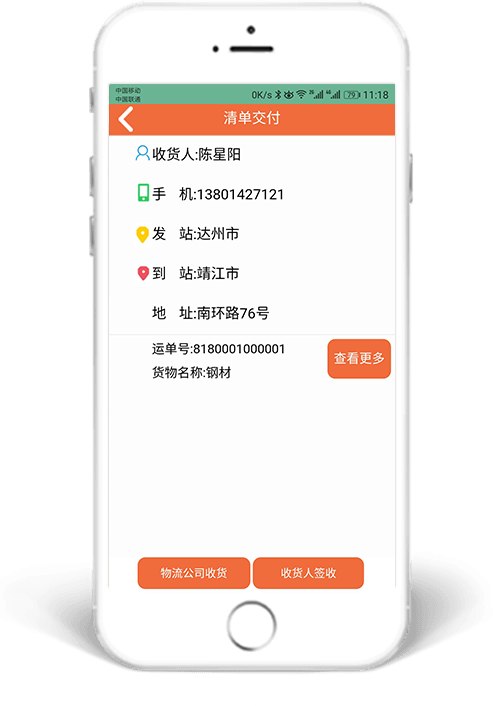 中国移动
中国联通
0K/s 2G 4G 79 11:18
清单交付
收货人:陈星阳
手 机:13801427121
发 站:达州市
到 站:靖江市
地 址:南环路76号
运单号:8180001000001
查看更多
货物名称:钢材
物流公司收货 收货人签收